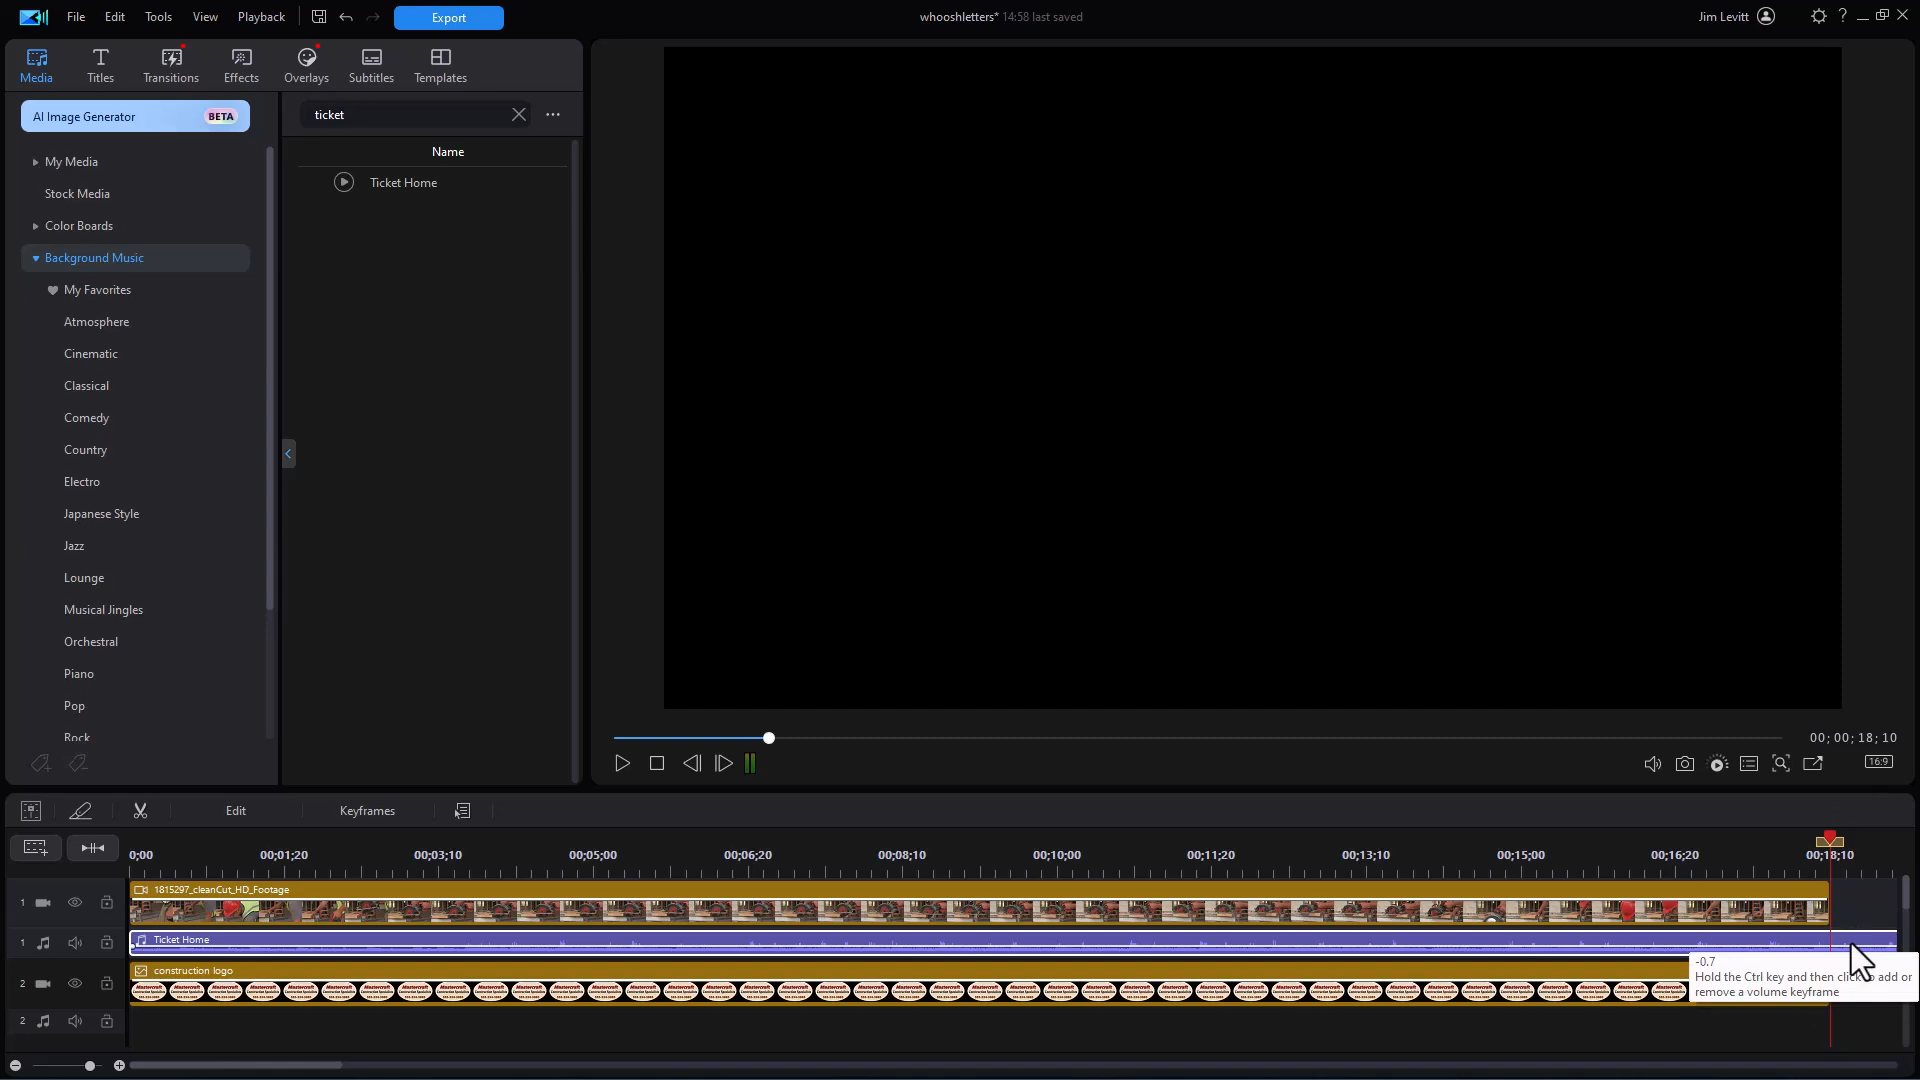 File Edit Tools View Playback Export whooshletters* 14:58 last saved Jim Levitt ?
Media Titles Transitions Effects Overlays Subtitles Templates
AI Image Generator BETA
ticket
Name
Ticket Home
My Media
Stock Media
Color Boards
Background Music
My Favorites
Atmosphere
Cinematic
Classical
Comedy
Country
Electro
Japanese Style
Jazz
Lounge
Musical Jingles
Orchestral
Piano
Pop
Rock
00; 00; 18; 10
16:9
Edit Keyframes
0;00 00;01;20 00;03;10 00;05;00 00;06;20 00;08;10 00;10;00 00;11;20 00;13;10 00;15;00 00;16;20 00;18;10
1 1815297_cleanCut_HD_Footage
1 Ticket Home
-0.7
Hold the Ctrl key and then click to add or
remove a volume keyframe
construction logo
2
Mastercraft
2